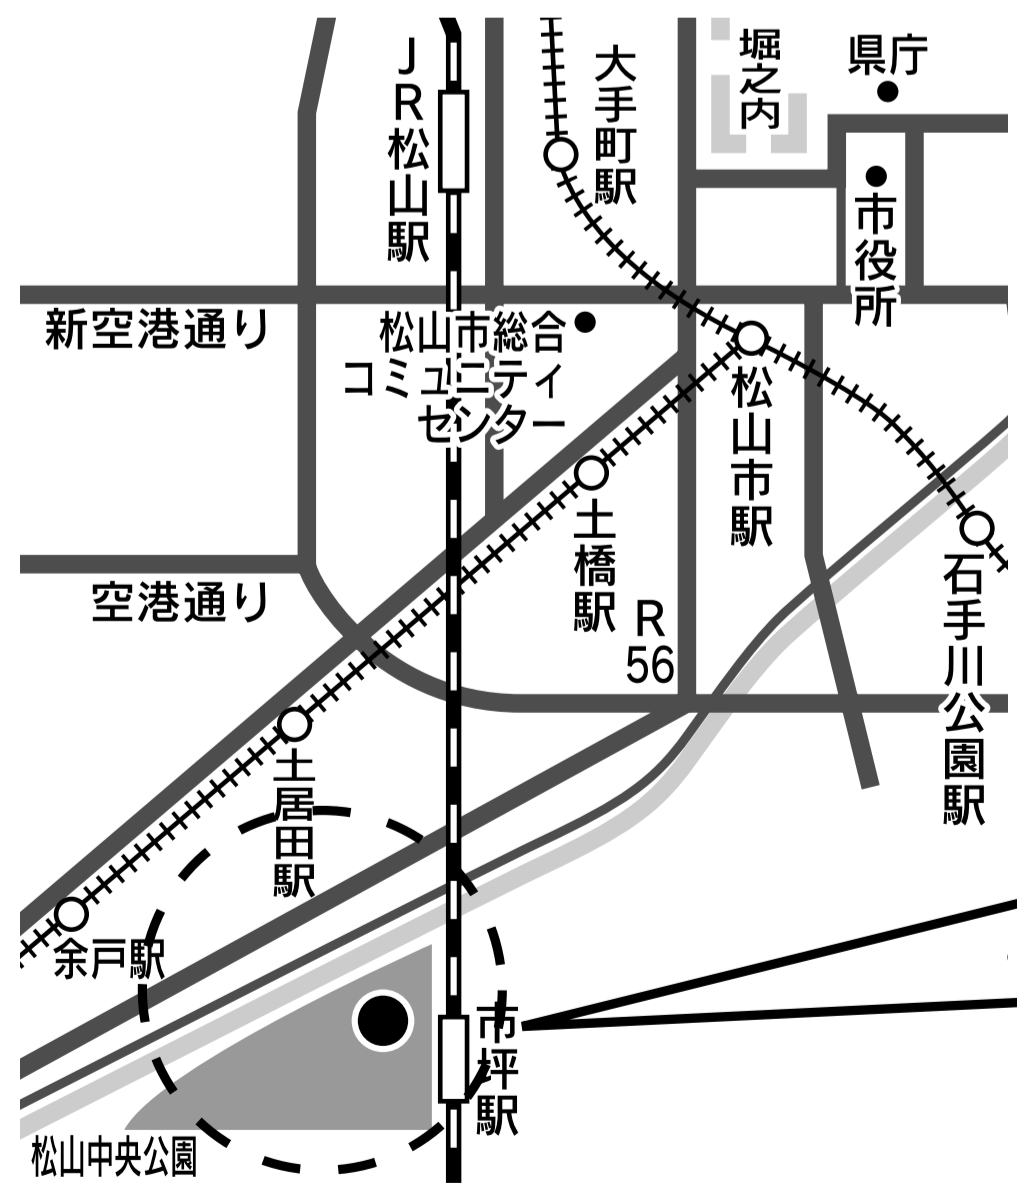 JR松山駅
大手町駅
堀之内
県庁
市役所
新空港通り
松山市総合
コミュニティ
センター
松山市駅
土橋駅
石手川公園駅
空港通り
R
56
土居田駅
余戸駅
市坪駅
松山中央公園